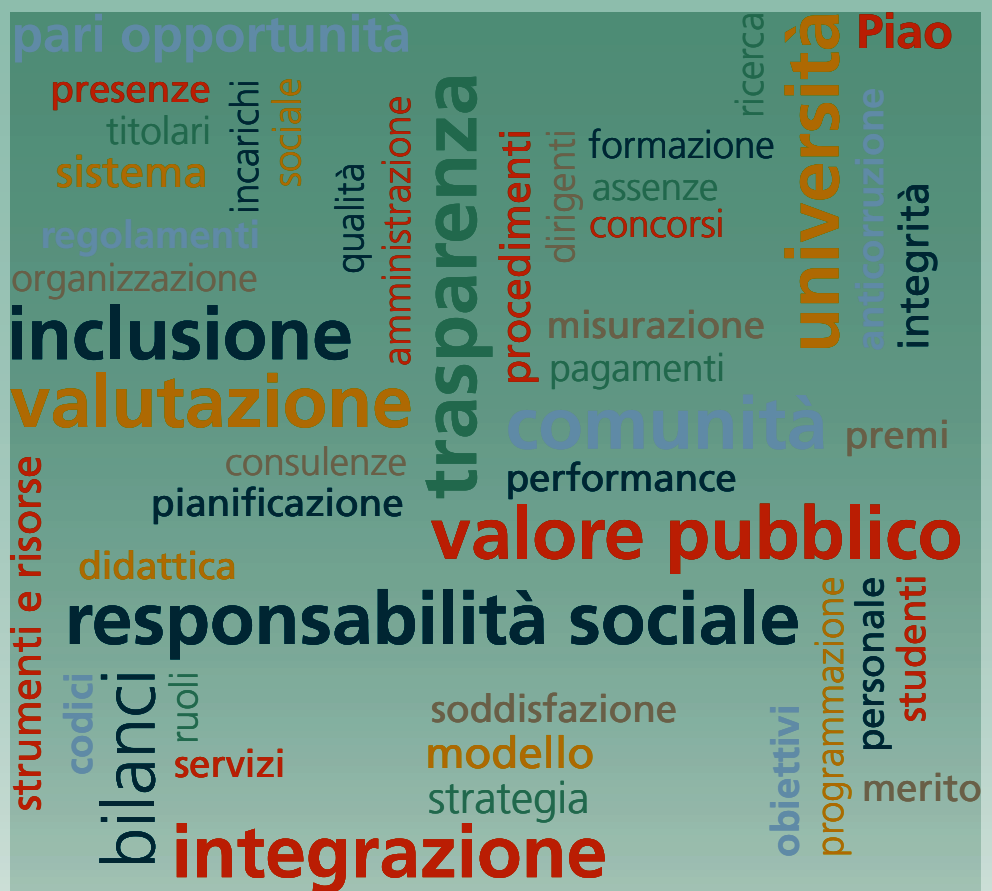 pari opportunità
Piao
ricerca
università
presenze
titolari
sistema
incarichi
sociale
qualità
amministrazione
trasparenza
procedimenti
dirigenti
formazione
assenze
concorsi
anticorruzione
integrità
regolamenti
organizzazione
inclusione
valutazione
misurazione
pagamenti
comunità
premi
consulenze
pianificazione
performance
valore pubblico
strumenti e risorse
didattica
responsabilità sociale
programmazione
personale
studenti
codici
bilanci
ruoli
servizi
soddisfazione
modello
strategia
obiettivi
merito
integrazione